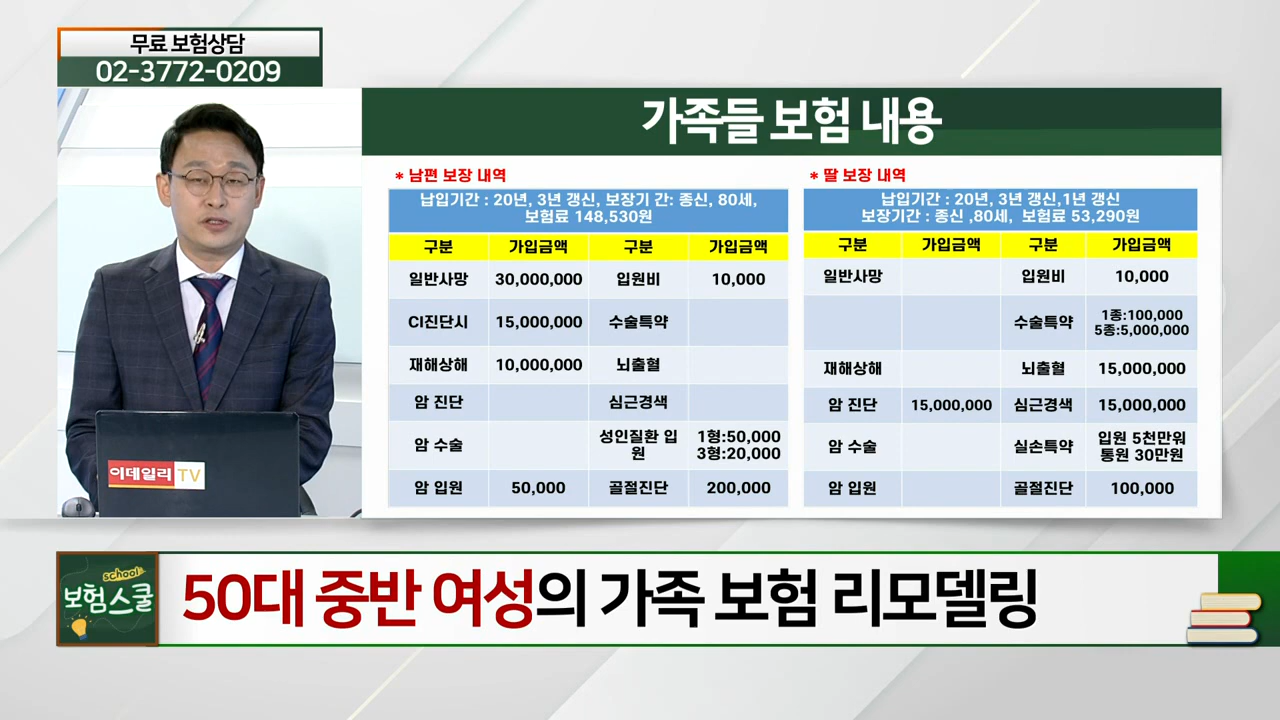 무료 보험상담
02-3772-0209
가족들 보험 내용
* 남편 보장 내역
납입기간 : 20년, 3년 갱신, 보장기 간: 종신, 80세,
보험료 148,530원
구분 가입금액 구분 가입금액
일반사망 30,000,000 입원비 10,000
CI진단시 15,000,000 수술특약
재해상해 10,000,000 뇌출혈
암 진단 심근경색
암 수술 성인질환 입
원 1형:50,000
3형:20,000
암 입원 50,000 골절진단 200,000
* 딸 보장 내역
납입기간 : 20년, 3년 갱신,1년 갱신
보장기간 : 종신 ,80세, 보험료 53,290원
구분 가입금액 구분 가입금액
일반사망 입원비 10,000
수술특약 1종:100,000
5종:5,000,000
재해상해 뇌출혈 15,000,000
암 진단 15,000,000 심근경색 15,000,000
암 수술 실손특약 입원 5천만워
통원 30만원
암 입원 골절진단 100,000
이데일리 TV
school
보험스쿨
50대 중반 여성의 가족 보험 리모델링